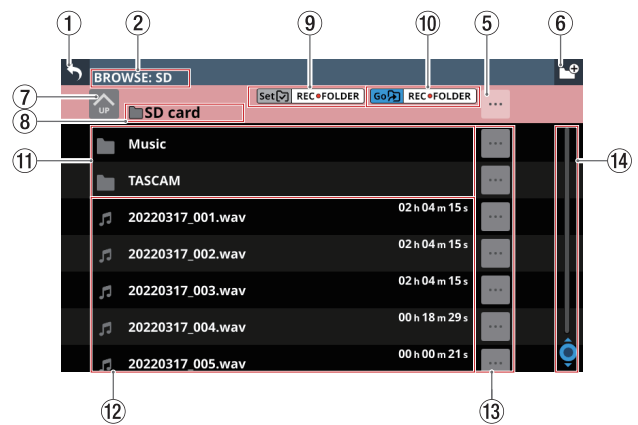 ① ② ⑨ ⑩ ⑤ ⑥
BROWSE: SD
⑦ UP Set REC●FOLDER Go REC●FOLDER ...
⑧ SD card
⑪ Music ... ⑭
TASCAM ...
20220317_001.wav 02 h 04 m 15 s ...
20220317_002.wav 02 h 04 m 15 s ...
20220317_003.wav 02 h 04 m 15 s ...
20220317_004.wav 00 h 18 m 29 s ...
20220317_005.wav 00 h 00 m 21 s ...
⑫ ⑬